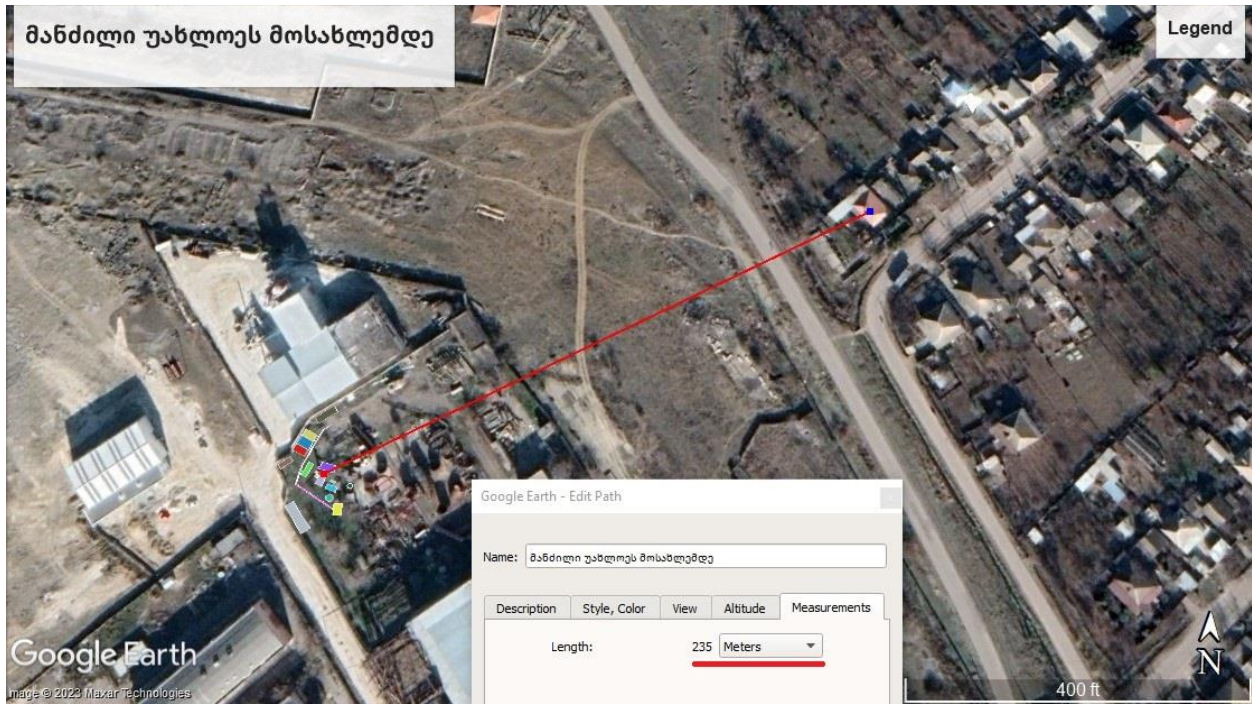 მანძილი უახლოეს მოსახლემდე
Legend
Google Earth - Edit Path
Name: მანძილი უახლოეს მოსახლემდე
Description Style, Color View Altitude Measurements
Length: 235 Meters
Google Earth
Image © 2023 Maxar Technologies
N
400 ft